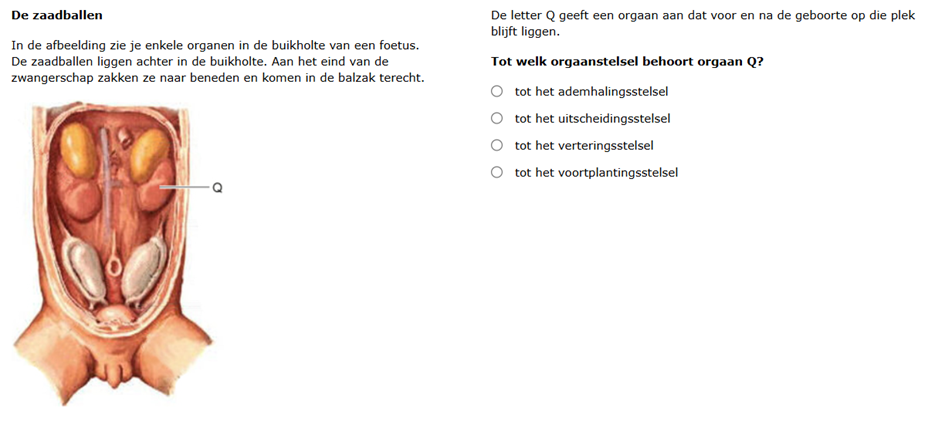 De zaadballen
In de afbeelding zie je enkele organen in de buikholte van een foetus.
De zaadballen liggen achter in de buikholte. Aan het eind van de
zwangerschap zakken ze naar beneden en komen in de balzak terecht.
Q
De letter Q geeft een orgaan aan dat voor en na de geboorte op die plek
blijft liggen.
Tot welk orgaanstelsel behoort orgaan Q?
tot het ademhalingsstelsel
tot het uitscheidingsstelsel
tot het verteringsstelsel
tot het voortplantingsstelsel